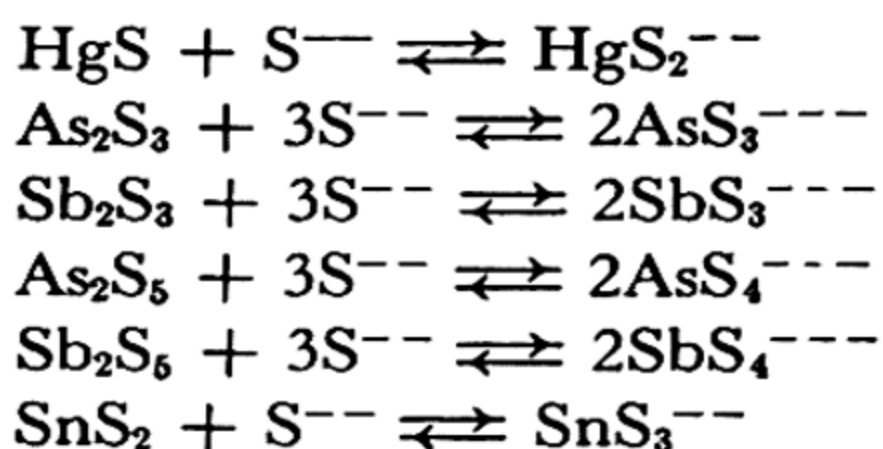 HgS + S⁻⁻ ⇌ HgS₂⁻⁻
As₂S₃ + 3S⁻⁻ ⇌ 2AsS₃⁻⁻⁻
Sb₂S₃ + 3S⁻⁻ ⇌ 2SbS₃⁻⁻⁻
As₂S₅ + 3S⁻⁻ ⇌ 2AsS₄⁻⁻⁻
Sb₂S₅ + 3S⁻⁻ ⇌ 2SbS₄⁻⁻⁻
SnS₂ + S⁻⁻ ⇌ SnS₃⁻⁻